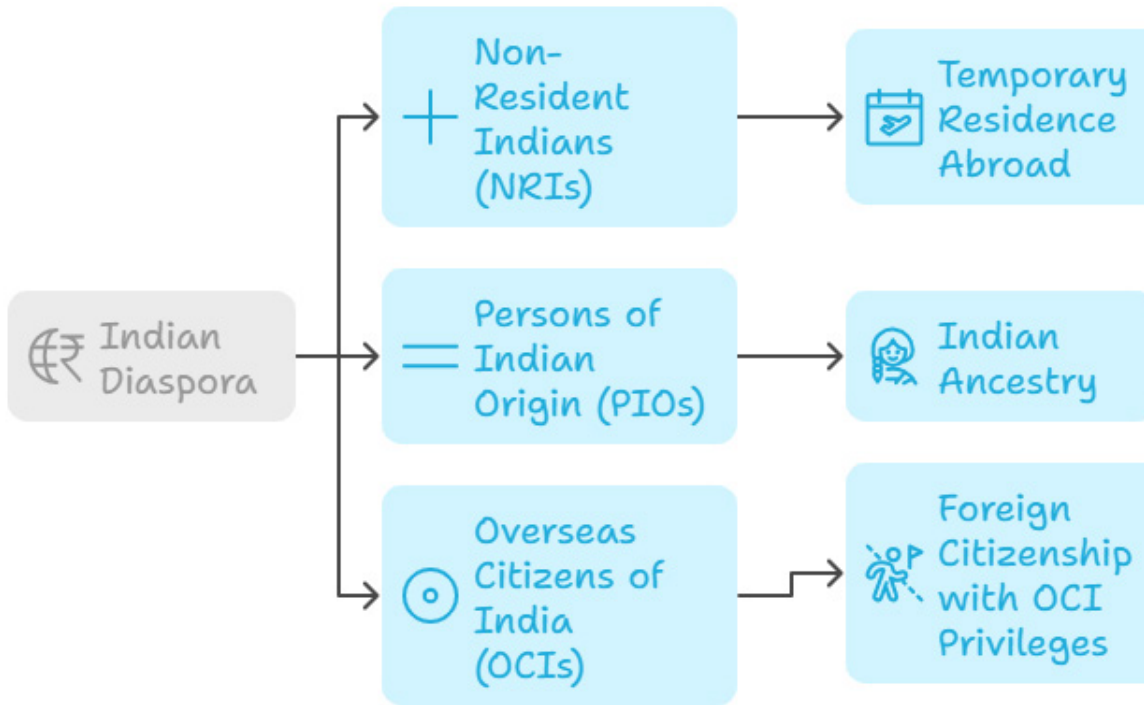 Indian
Diaspora
Non-
Resident
Indians
(NRIs)
Temporary
Residence
Abroad
Persons of
Indian
Origin (PIOs)
Indian
Ancestry
Overseas
Citizens of
India
(OCIs)
Foreign
Citizenship
with OCI
Privileges